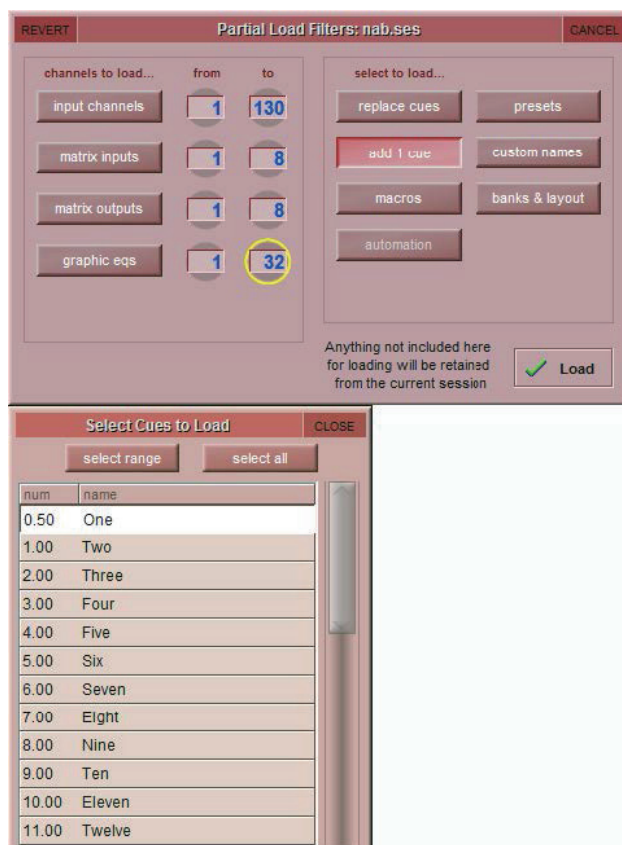 REVERT Partial Load Filters: nab.ses CANCEL
channels to load... from to
input channels 1 130
matrix inputs 1 8
matrix outputs 1 8
graphic eqs 1 32
select to load...
replace cues presets
add 1 cue custom names
macros banks & layout
automation
Anything not included here
for loading will be retained
from the current session
Load
Select Cues to Load CLOSE
select range select all
num name
0.50 One
1.00 Two
2.00 Three
3.00 Four
4.00 Five
5.00 Six
6.00 Seven
7.00 Eight
8.00 Nine
9.00 Ten
10.00 Eleven
11.00 Twelve